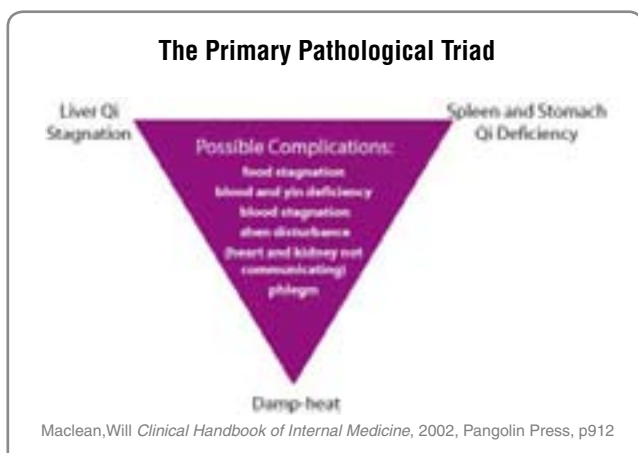 The Primary Pathological Triad
Liver Qi
Stagnation
Spleen and Stomach
Qi Deficiency
Possible Complications:
food stagnation
blood and yin deficiency
blood stagnation
shen disturbance
(heart and kidney not
communicating)
phlegm
Damp-heat
Maclean,Will Clinical Handbook of Internal Medicine, 2002, Pangolin Press, p912